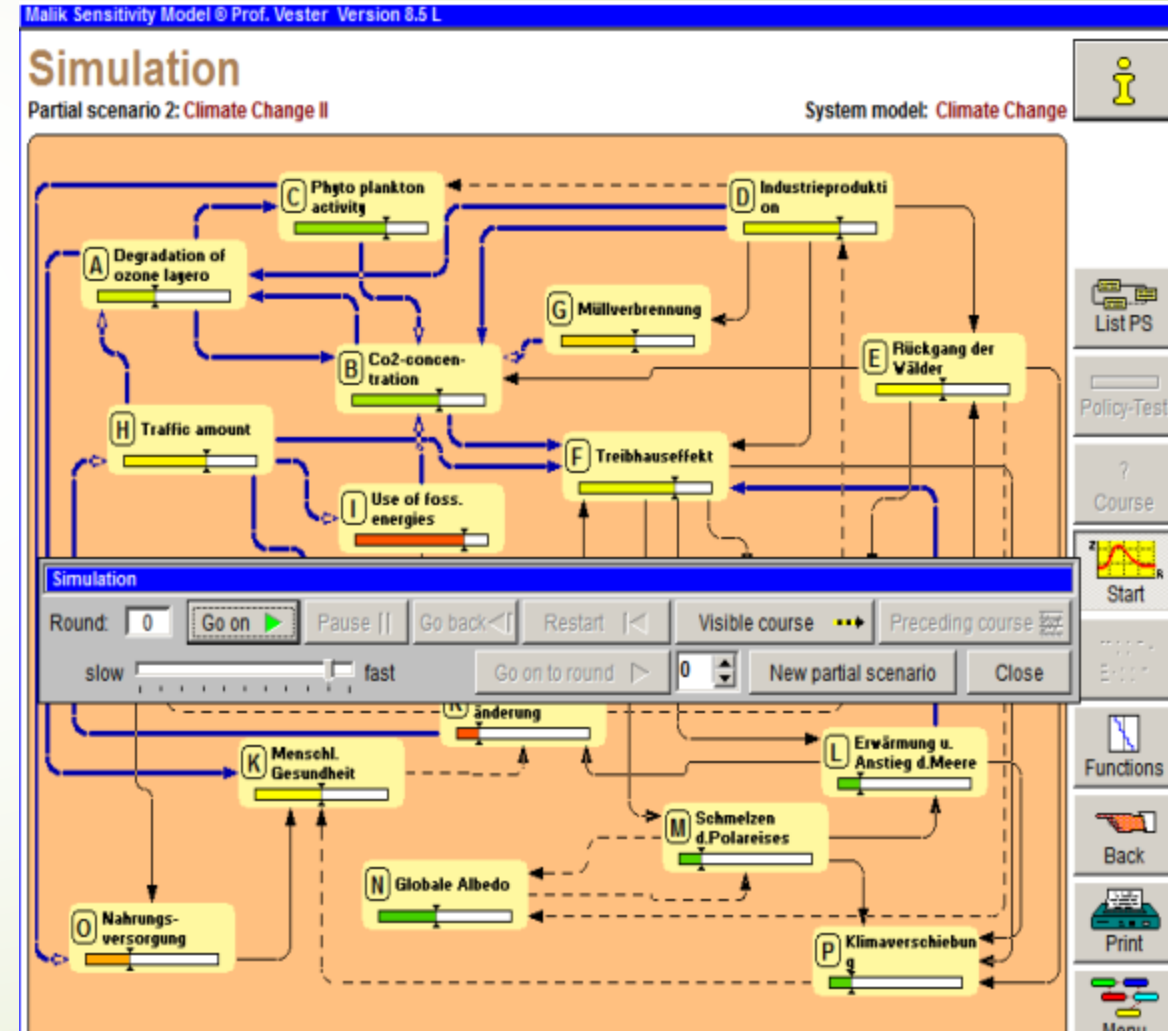 Malik Sensitivity Model ® Prof. Vester Version 8.5 L
Simulation
Partial scenario 2: Climate Change II
System model: Climate Change
C Phyto plankton
activity
D Industrieprodukti
on
A Degradation of
ozone layero
G Müllverbrennung
List PS
B Co2-concen-
tration
E Rückgang der
Wälder
Policy-Test
H Traffic amount
F Treibhauseffekt
?
Course
I Use of foss.
energies
Z
R
Start
Simulation
Round: 0 Go on Pause Go back Restart Visible course Preceding course
slow fast Go on to round 0 New partial scenario Close
änderung
K Menschl.
Gesundheit
L Erwärmung u.
Anstieg d.Meere
Functions
M Schmelzen
d.Polareises
Back
N Globale Albedo
O Nahrungs-
versorgung
P Klimaverschiebun
g
Print
Menu